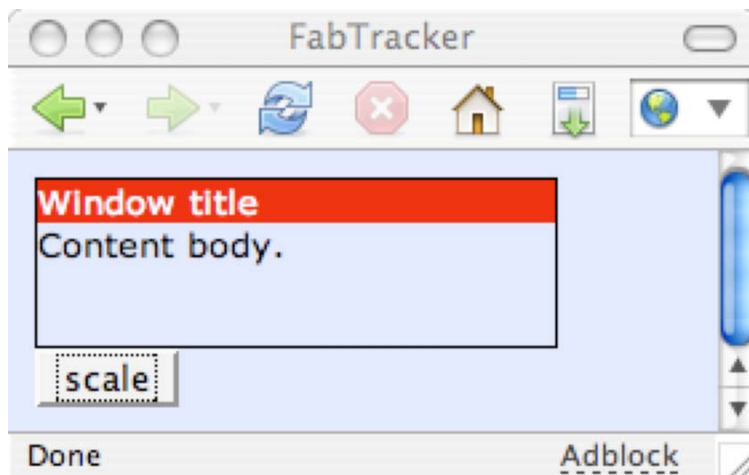 FabTracker
Window title
Content body.
scale
Done Adblock